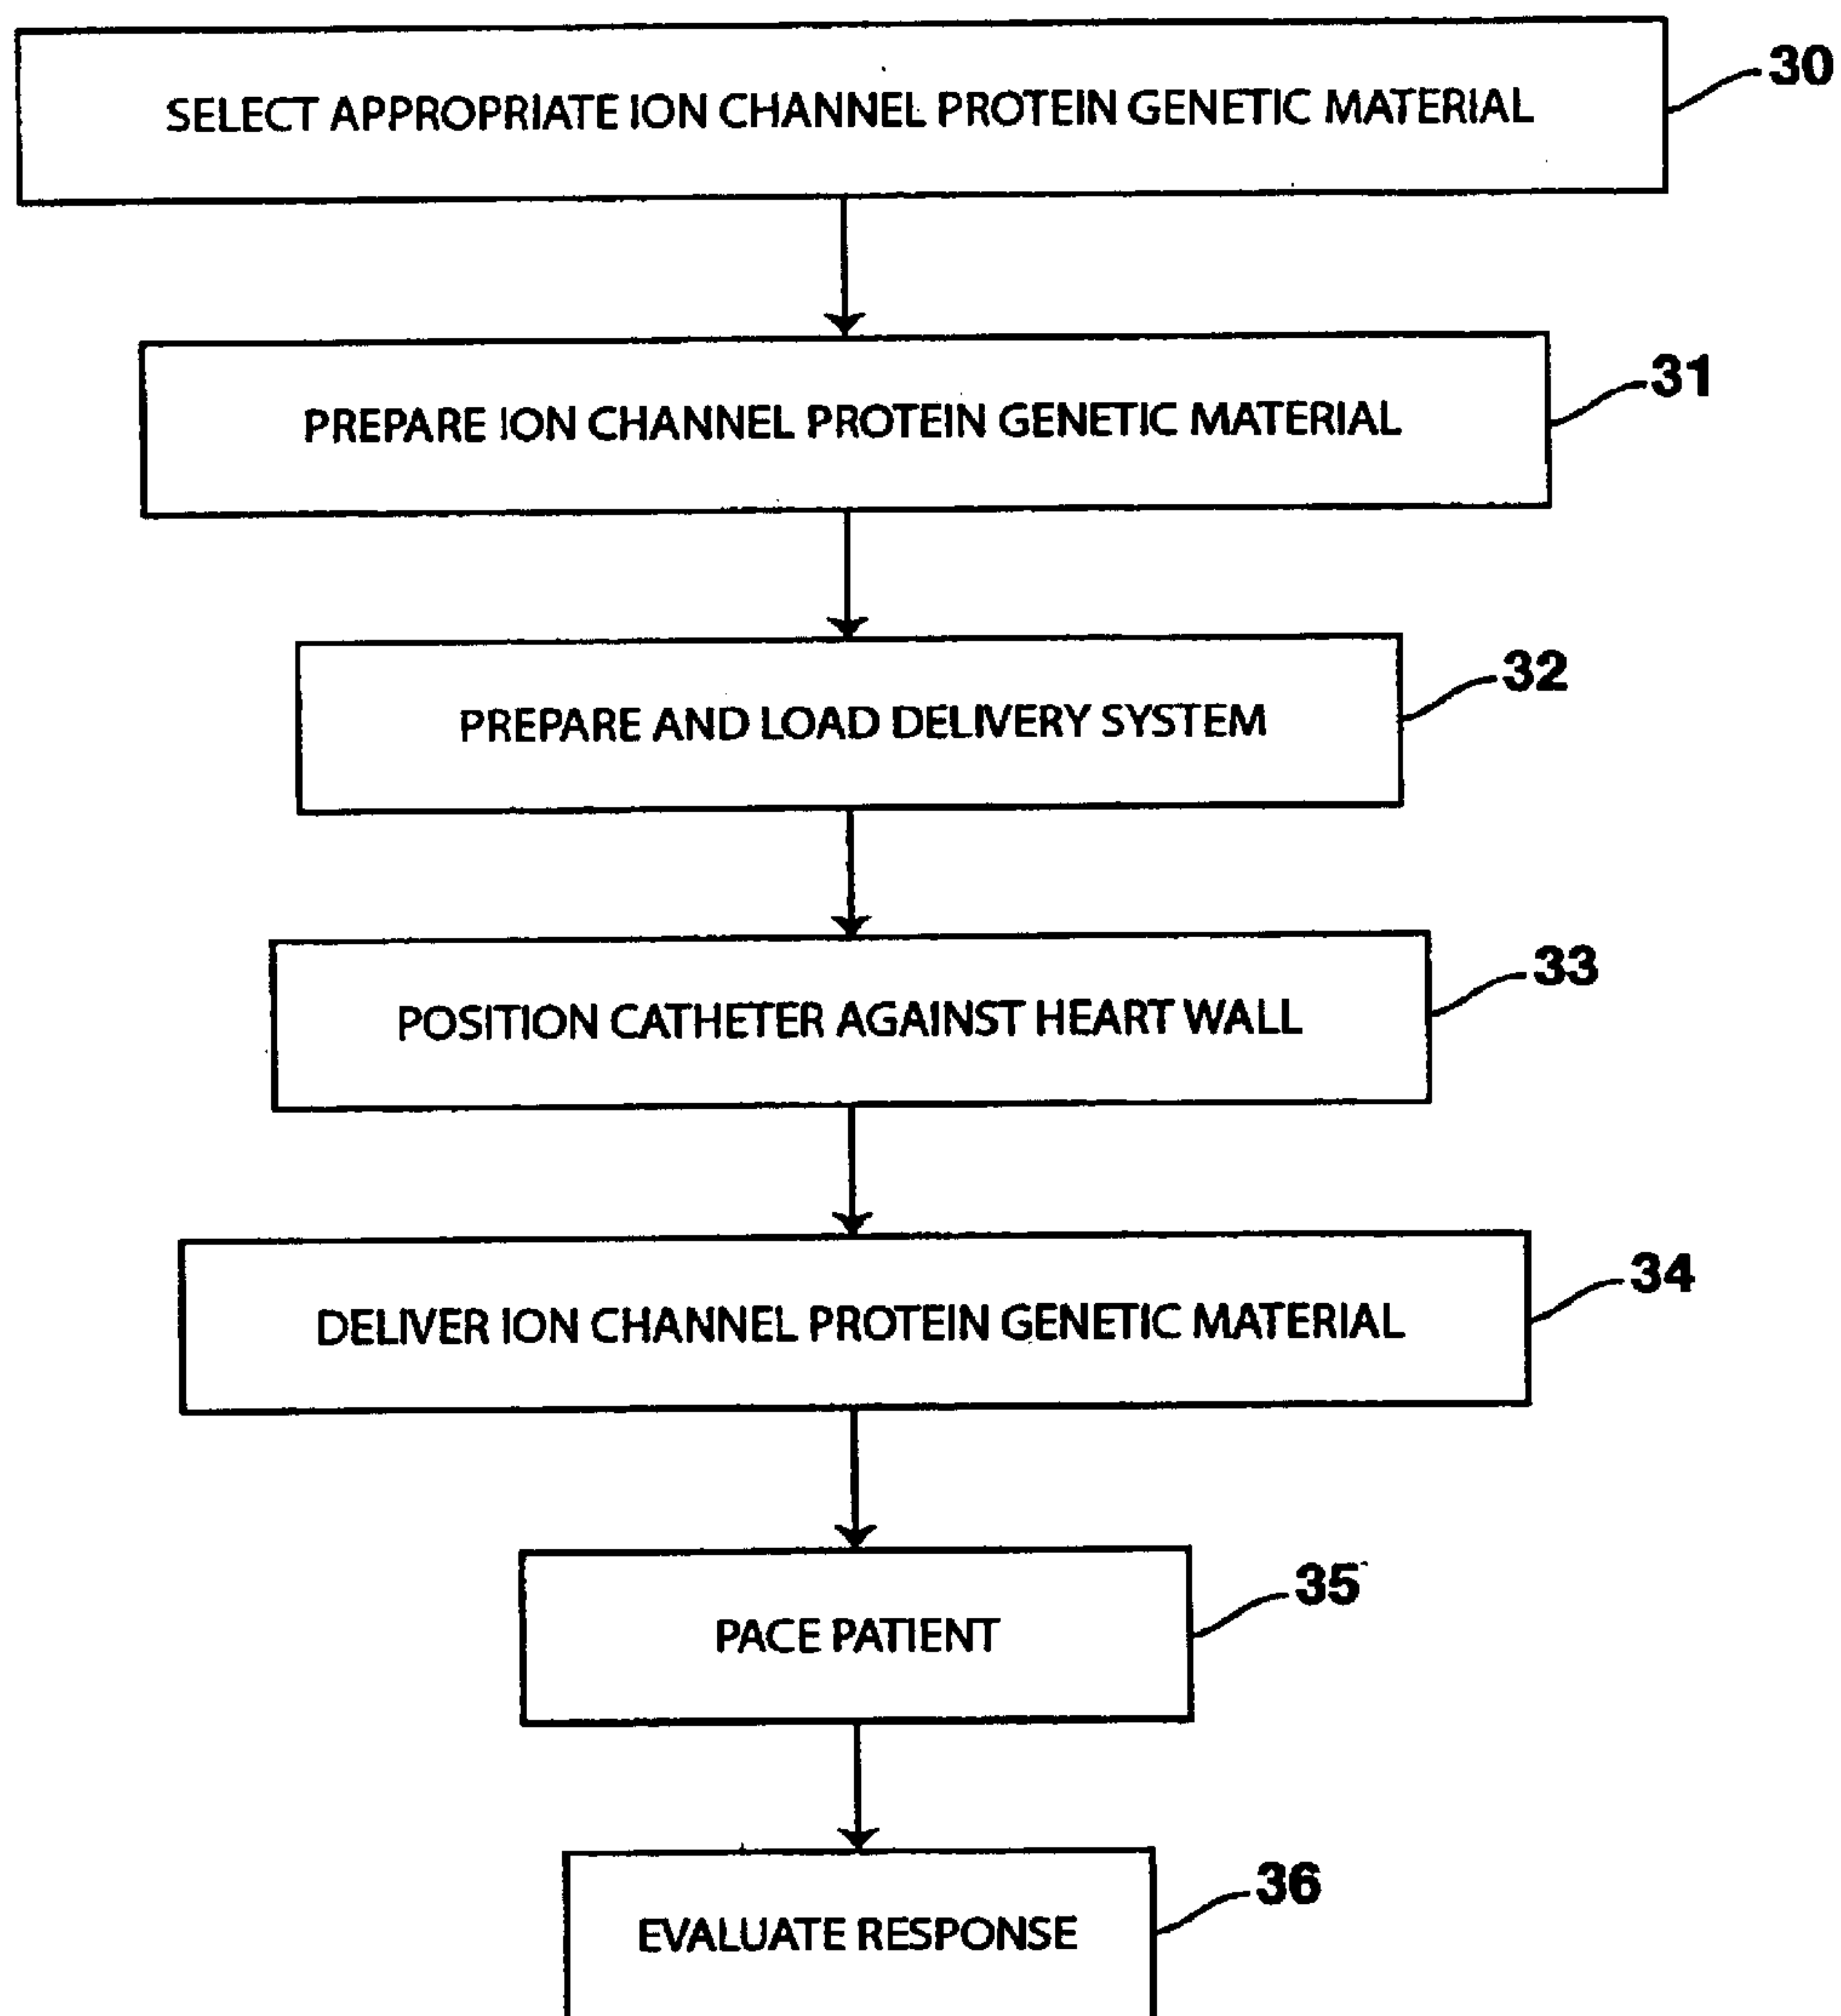 SELECT APPROPRIATE ION CHANNEL PROTEIN GENETIC MATERIAL
30
PREPARE ION CHANNEL PROTEIN GENETIC MATERIAL
31
PREPARE AND LOAD DELIVERY SYSTEM
32
POSITION CATHETER AGAINST HEART WALL
33
DELIVER ION CHANNEL PROTEIN GENETIC MATERIAL
34
PACE PATIENT
35
EVALUATE RESPONSE
36